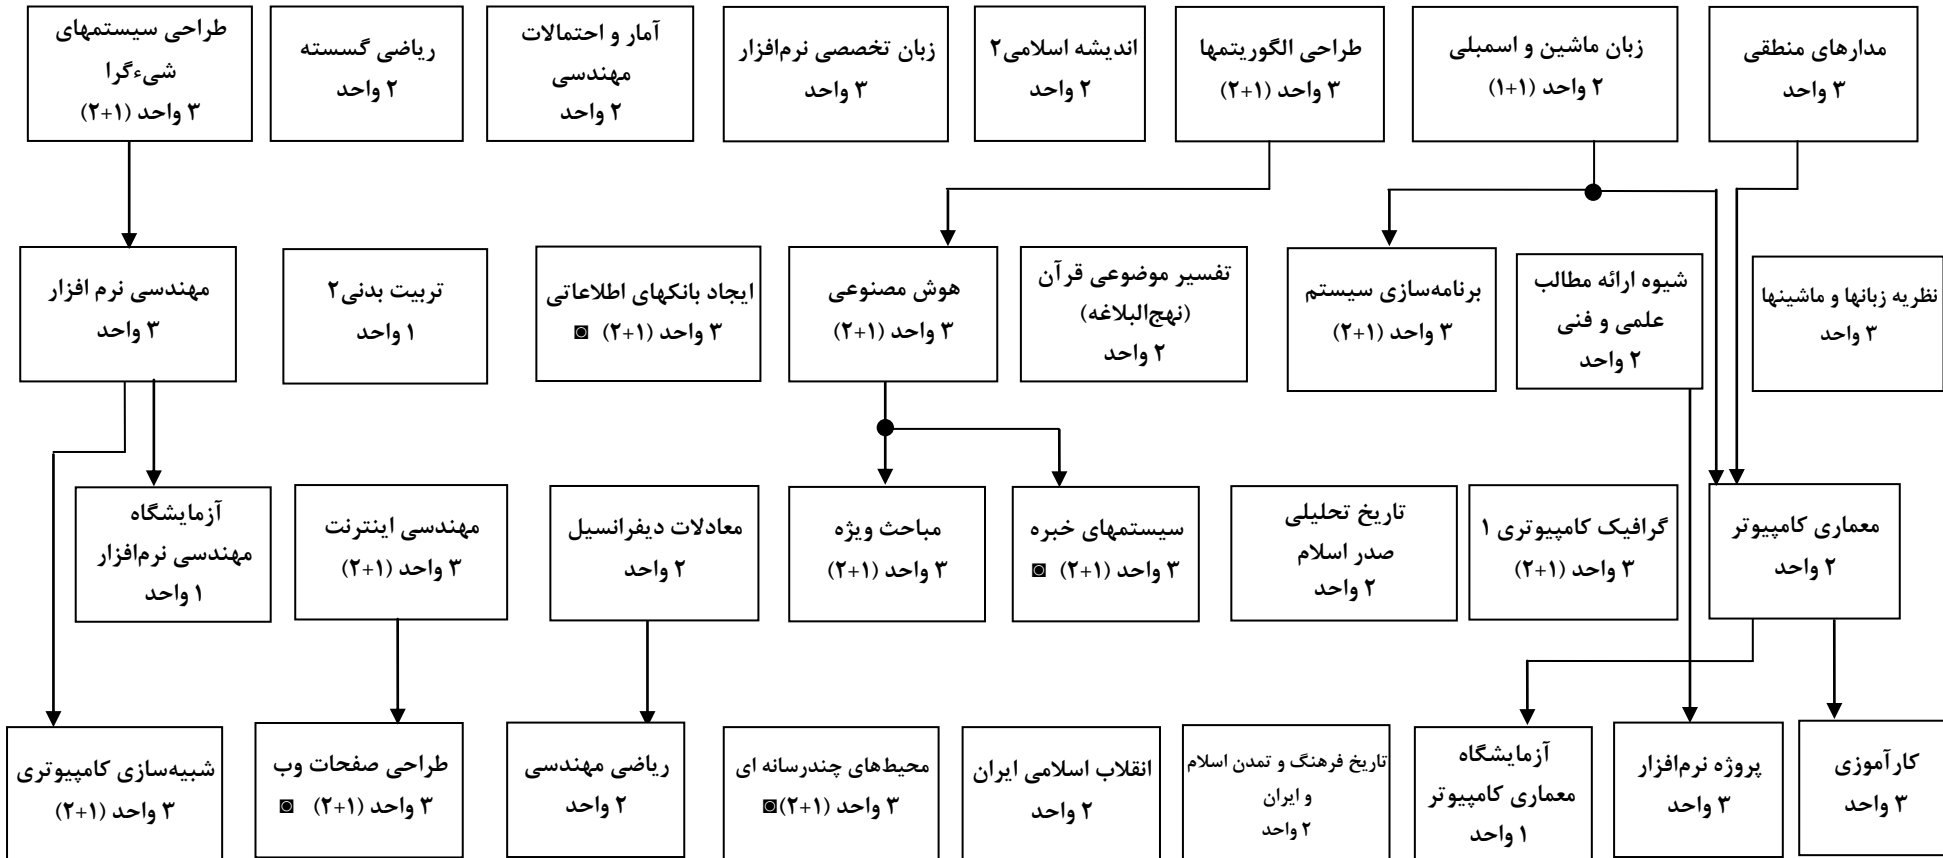 مدارهای منطقی
۳ واحد
زبان ماشین و اسمبلی
۲ واحد (۱+۱)
طراحی الگوریتمها
۳ واحد (۲+۱)
اندیشه اسلامی۲
۲ واحد
زبان تخصصی نرم‌افزار
۳ واحد
آمار و احتمالات
مهندسی
۲ واحد
ریاضی گسسته
۲ واحد
طراحی سیستمهای
شیءگرا
۳ واحد (۲+۱)
نظریه زبانها و ماشینها
۳ واحد
شیوه ارائه مطالب
علمی و فنی
۲ واحد
برنامه‌سازی سیستم
۳ واحد (۲+۱)
تفسیر موضوعی قرآن
(نهج‌البلاغه)
۲ واحد
هوش مصنوعی
۳ واحد (۲+۱)
ایجاد بانکهای اطلاعاتی
۳ واحد (۲+۱) ◙
تربیت بدنی۲
۱ واحد
مهندسی نرم افزار
۳ واحد
معماری کامپیوتر
۲ واحد
گرافیک کامپیوتری ۱
۳ واحد (۲+۱)
تاریخ تحلیلی
صدر اسلام
۲ واحد
سیستمهای خبره
۳ واحد (۲+۱) ◙
مباحث ویژه
۳ واحد (۲+۱)
معادلات دیفرانسیل
۲ واحد
مهندسی اینترنت
۳ واحد (۲+۱)
آزمایشگاه
مهندسی نرم‌افزار
۱ واحد
کارآموزی
۳ واحد
پروژه نرم‌افزار
۳ واحد
آزمایشگاه
معماری کامپیوتر
۱ واحد
تاریخ فرهنگ و تمدن اسلام
و ایران
۲ واحد
انقلاب اسلامی ایران
۲ واحد
محیط‌های چندرسانه ای
۳ واحد (۲+۱)◙
ریاضی مهندسی
۲ واحد
طراحی صفحات وب
۳ واحد (۲+۱) ◙
شبیه‌سازی کامپیوتری
۳ واحد (۲+۱)